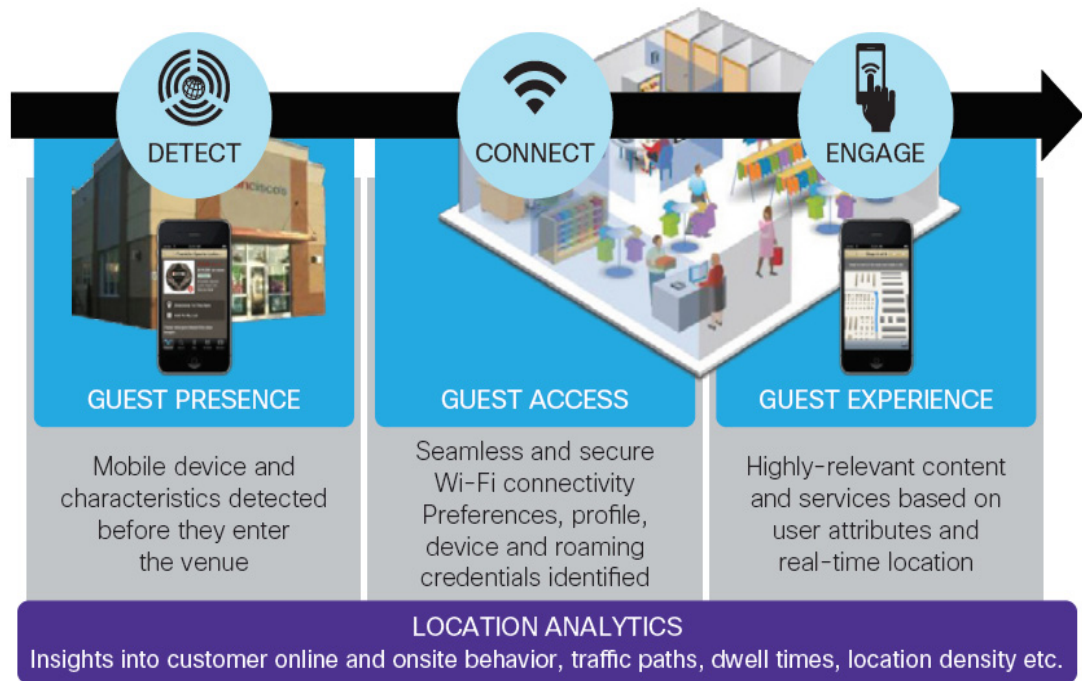 DETECT
CONNECT
ENGAGE
cisco's
GUEST PRESENCE
GUEST ACCESS
GUEST EXPERIENCE
Mobile device and
characteristics detected
before they enter
the venue
Seamless and secure
Wi-Fi connectivity
Preferences, profile,
device and roaming
credentials identified
Highly-relevant content
and services based on
user attributes and
real-time location
LOCATION ANALYTICS
Insights into customer online and onsite behavior, traffic paths, dwell times, location density etc.